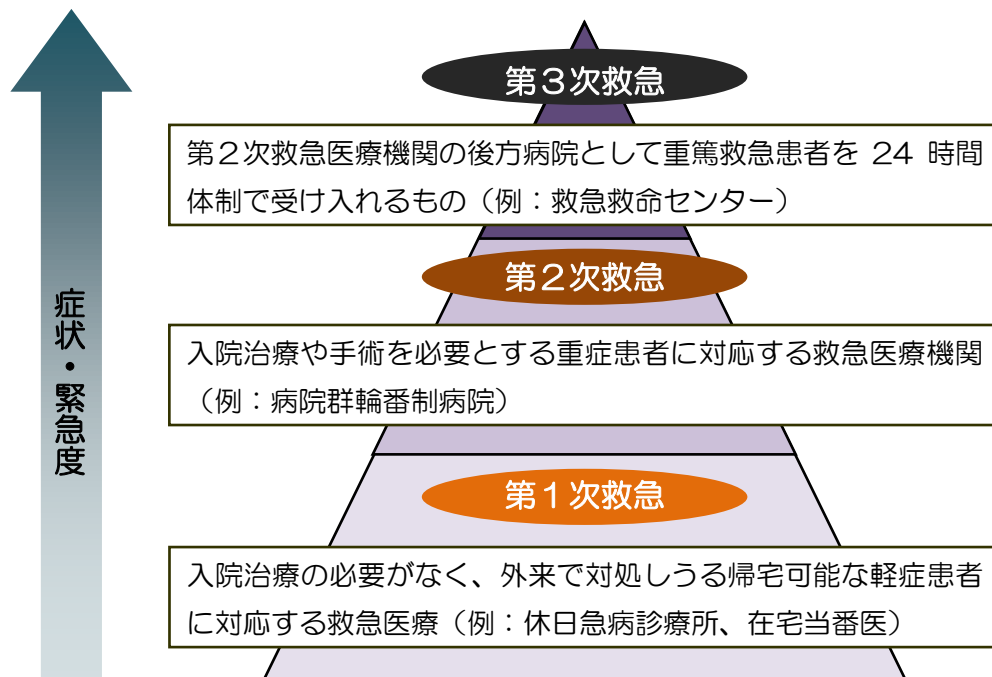 第３次救急
第２次救急医療機関の後方病院として重篤救急患者を 24 時間
体制で受け入れるもの（例：救急救命センター）
第２次救急
入院治療や手術を必要とする重症患者に対応する救急医療機関
（例：病院群輪番制病院）
症状・緊急度
第１次救急
入院治療の必要がなく、外来で対処しうる帰宅可能な軽症患者
に対応する救急医療（例：休日急病診療所、在宅当番医）